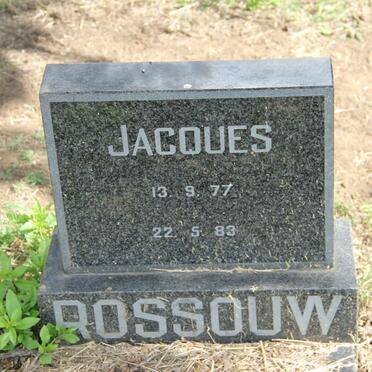 JACQUES
13 9 77
22 5 83
ROSSOUW